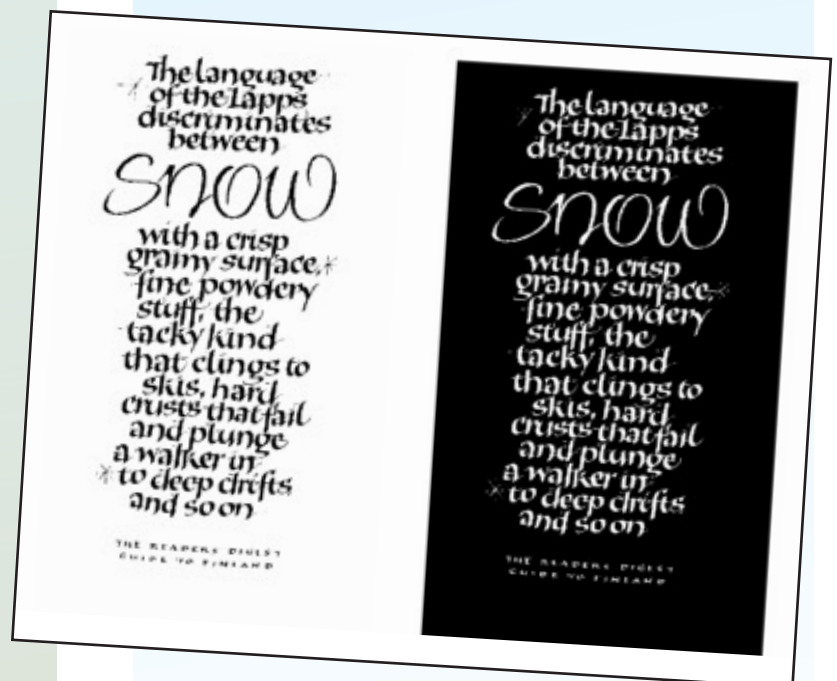 The language
of the Lapps
discriminates
between
SNOW
with a crisp
grainy surface,
fine powdery
stuff, the
tacky kind
that clings to
skis, hard
crusts that fail
and plunge
a walker in
to deep drifts
and so on
THE READERS DIGEST
GUIDE TO FINLAND
The language
of the Lapps
discriminates
between
SNOW
with a crisp
grainy surface,
fine powdery
stuff, the
tacky kind
that clings to
skis, hard
crusts that fail
and plunge
a walker in
to deep drifts
and so on
THE READERS DIGEST
GUIDE TO FINLAND